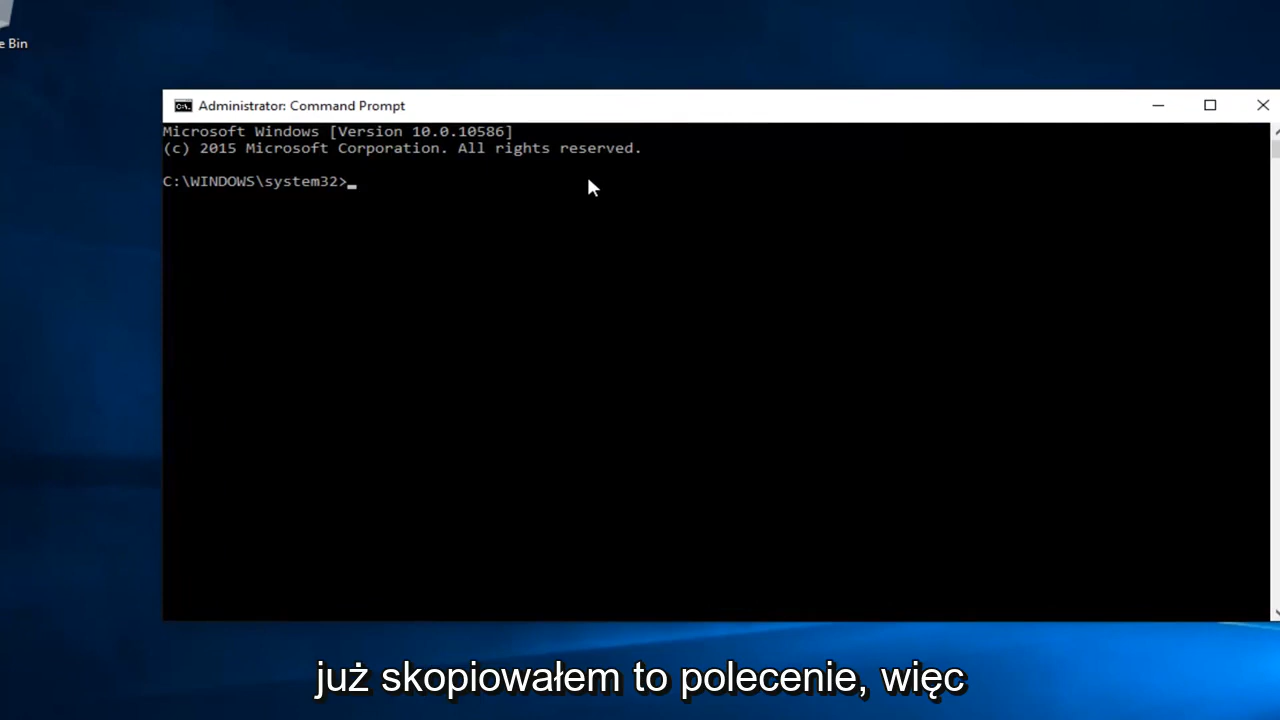 e Bin
Administrator: Command Prompt
Microsoft Windows [Version 10.0.10586]
(c) 2015 Microsoft Corporation. All rights reserved.
C:\WINDOWS\system32>
już skopiowałem to polecenie, więc